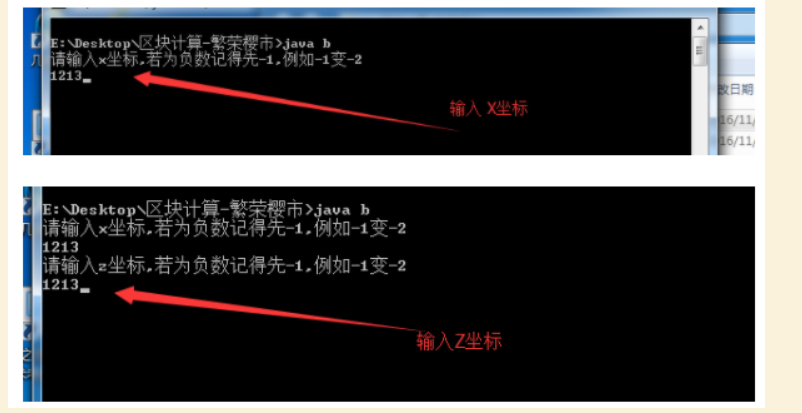 E:\Desktop\区块计算-繁荣樱市>java b
请输入x坐标,若为负数记得先-1,例如-1变-2
1213_
输入 X坐标
改日期
16/11/
16/11/
E:\Desktop\区块计算-繁荣樱市>java b
请输入x坐标,若为负数记得先-1,例如-1变-2
1213
请输入z坐标,若为负数记得先-1,例如-1变-2
1213_
输入Z坐标